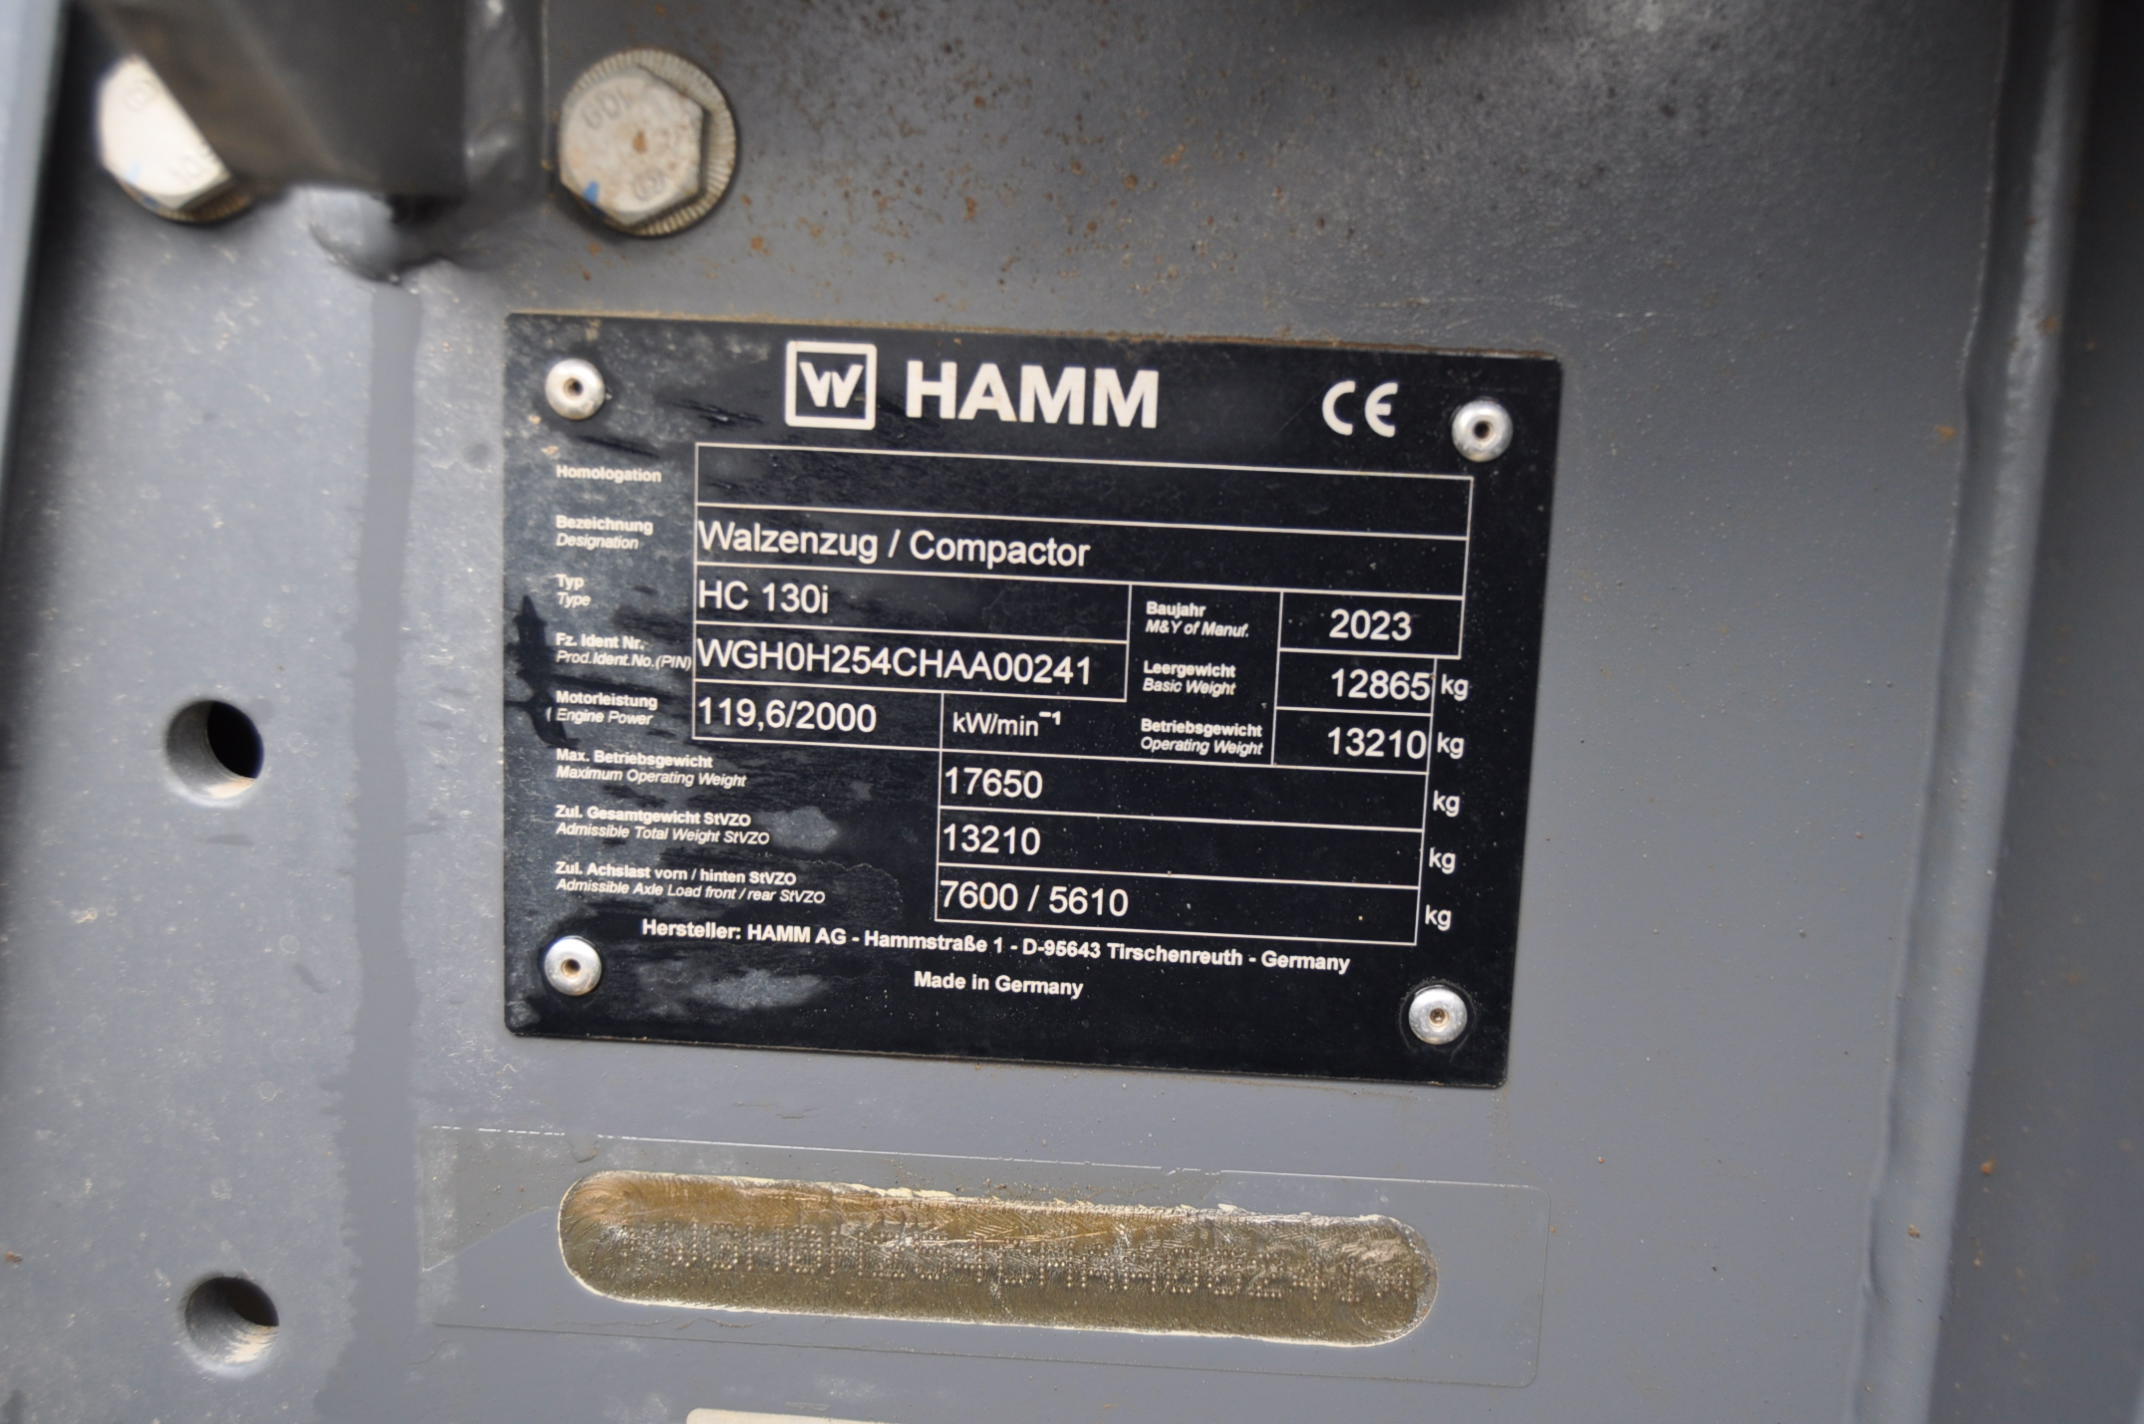 W HAMM CE
Homologation
Bezeichnung
Designation
Walzenzug / Compactor
Typ
Type
HC 130i
Baujahr
M&Y of Manuf.
2023
Fz. Ident Nr.
Prod.Ident.No.(PIN)
WGH0H254CHAA00241
Leergewicht
Basic Weight
12865 kg
Motorleistung
Engine Power
119,6/2000 kW/min⁻¹
Betriebsgewicht
Operating Weight
13210 kg
Max. Betriebsgewicht
Maximum Operating Weight
17650 kg
Zul. Gesamtgewicht StVZO
Admissible Total Weight StVZO
13210 kg
Zul. Achslast vorn / hinten StVZO
Admissible Axle Load front / rear StVZO
7600 / 5610 kg
Hersteller: HAMM AG - Hammstraße 1 - D-95643 Tirschenreuth - Germany
Made in Germany